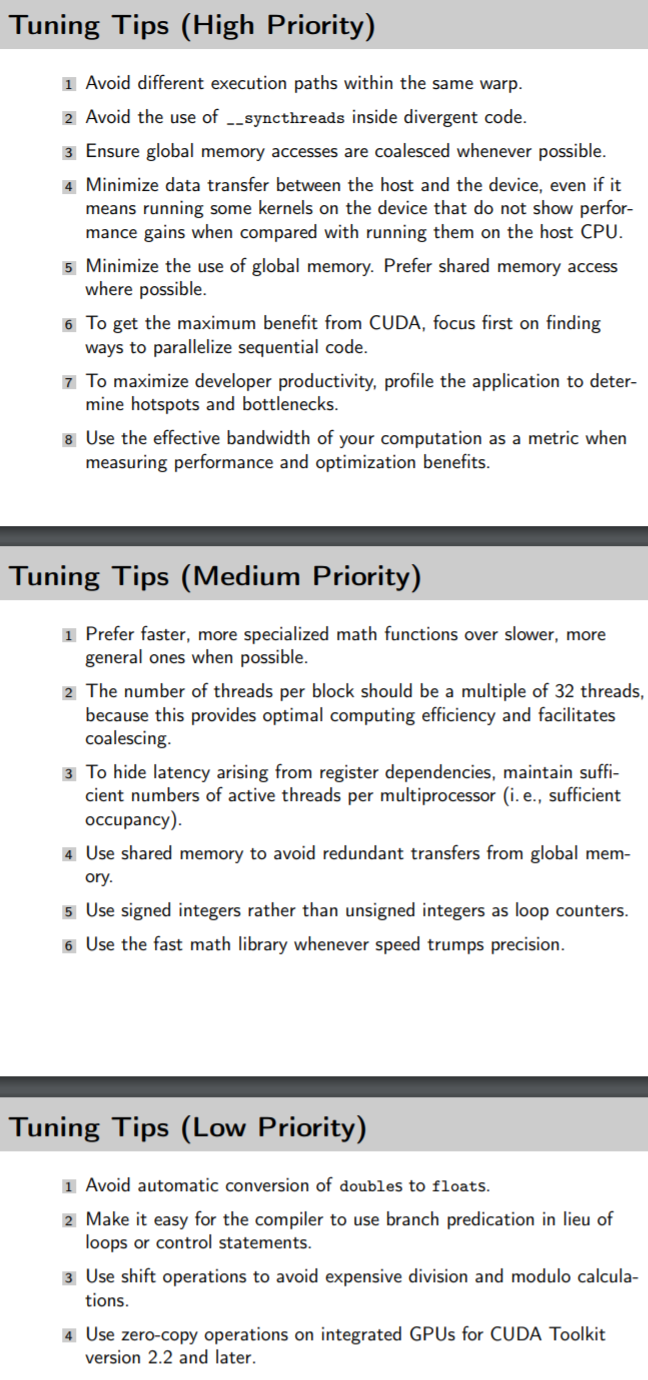 Tuning Tips (High Priority)
1 Avoid different execution paths within the same warp.
2 Avoid the use of __syncthreads inside divergent code.
3 Ensure global memory accesses are coalesced whenever possible.
4 Minimize data transfer between the host and the device, even if it
means running some kernels on the device that do not show perfor-
mance gains when compared with running them on the host CPU.
5 Minimize the use of global memory. Prefer shared memory access
where possible.
6 To get the maximum benefit from CUDA, focus first on finding
ways to parallelize sequential code.
7 To maximize developer productivity, profile the application to deter-
mine hotspots and bottlenecks.
8 Use the effective bandwidth of your computation as a metric when
measuring performance and optimization benefits.
Tuning Tips (Medium Priority)
1 Prefer faster, more specialized math functions over slower, more
general ones when possible.
2 The number of threads per block should be a multiple of 32 threads,
because this provides optimal computing efficiency and facilitates
coalescing.
3 To hide latency arising from register dependencies, maintain suffi-
cient numbers of active threads per multiprocessor (i. e., sufficient
occupancy).
4 Use shared memory to avoid redundant transfers from global mem-
ory.
5 Use signed integers rather than unsigned integers as loop counters.
6 Use the fast math library whenever speed trumps precision.
Tuning Tips (Low Priority)
1 Avoid automatic conversion of doubles to floats.
2 Make it easy for the compiler to use branch predication in lieu of
loops or control statements.
3 Use shift operations to avoid expensive division and modulo calcula-
tions.
4 Use zero-copy operations on integrated GPUs for CUDA Toolkit
version 2.2 and later.